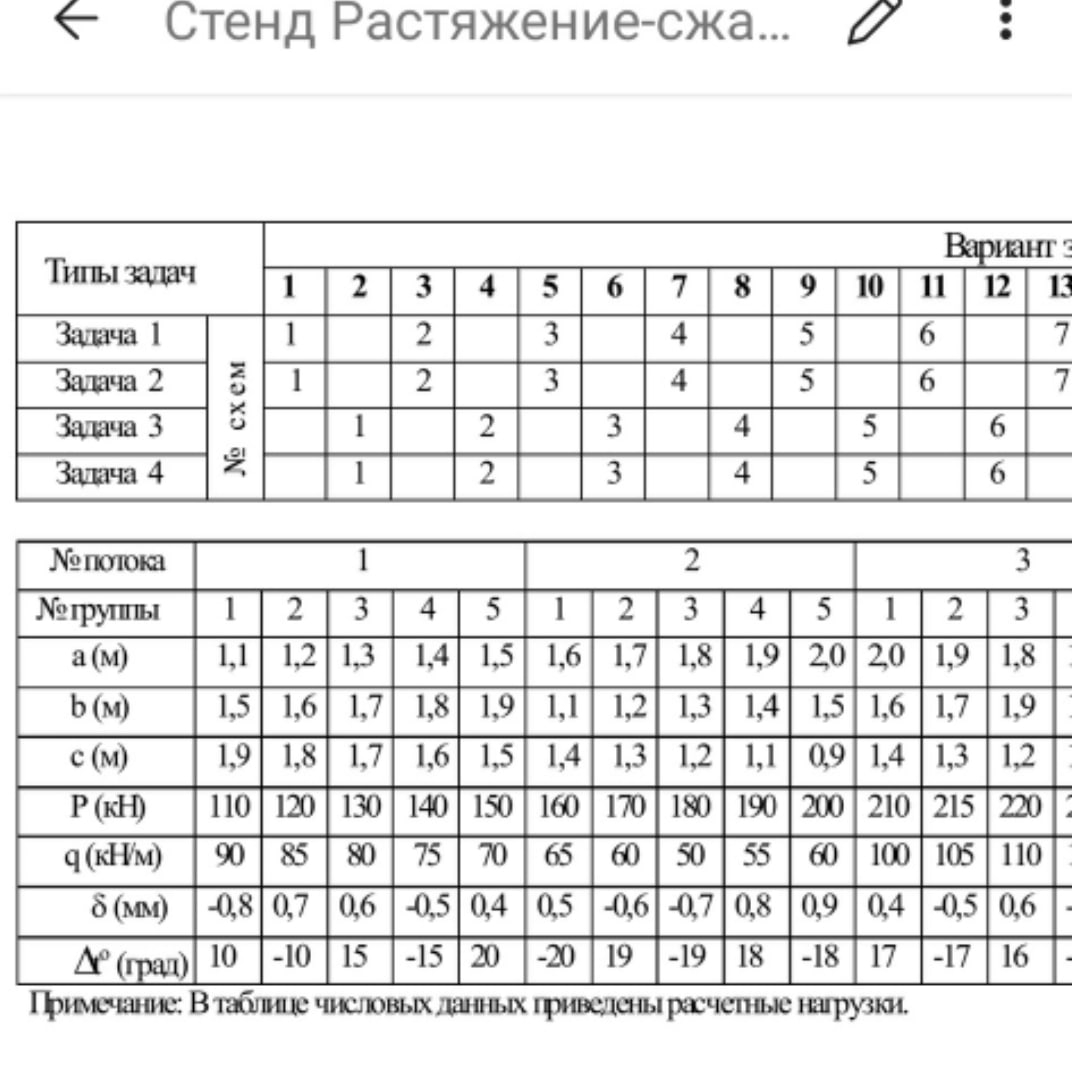 Стенд Растяжение-сжа...
Типы задач Вариант з
1 2 3 4 5 6 7 8 9 10 11 12 13
Задача 1 № схем 1 2 3 4 5 6 7
Задача 2 1 2 3 4 5 6 7
Задача 3 1 2 3 4 5 6
Задача 4 1 2 3 4 5 6
№ потока 1 2 3
№ группы 1 2 3 4 5 1 2 3 4 5 1 2 3
a (м) 1,1 1,2 1,3 1,4 1,5 1,6 1,7 1,8 1,9 2,0 2,0 1,9 1,8
b (м) 1,5 1,6 1,7 1,8 1,9 1,1 1,2 1,3 1,4 1,5 1,6 1,7 1,9
c (м) 1,9 1,8 1,7 1,6 1,5 1,4 1,3 1,2 1,1 0,9 1,4 1,3 1,2
P (кН) 110 120 130 140 150 160 170 180 190 200 210 215 220
q (кН/м) 90 85 80 75 70 65 60 50 55 60 100 105 110
δ (мм) -0,8 0,7 0,6 -0,5 0,4 0,5 -0,6 -0,7 0,8 0,9 0,4 -0,5 0,6
Δt° (град) 10 -10 15 -15 20 -20 19 -19 18 -18 17 -17 16
Примечание: В таблице числовых данных приведены расчетные нагрузки.